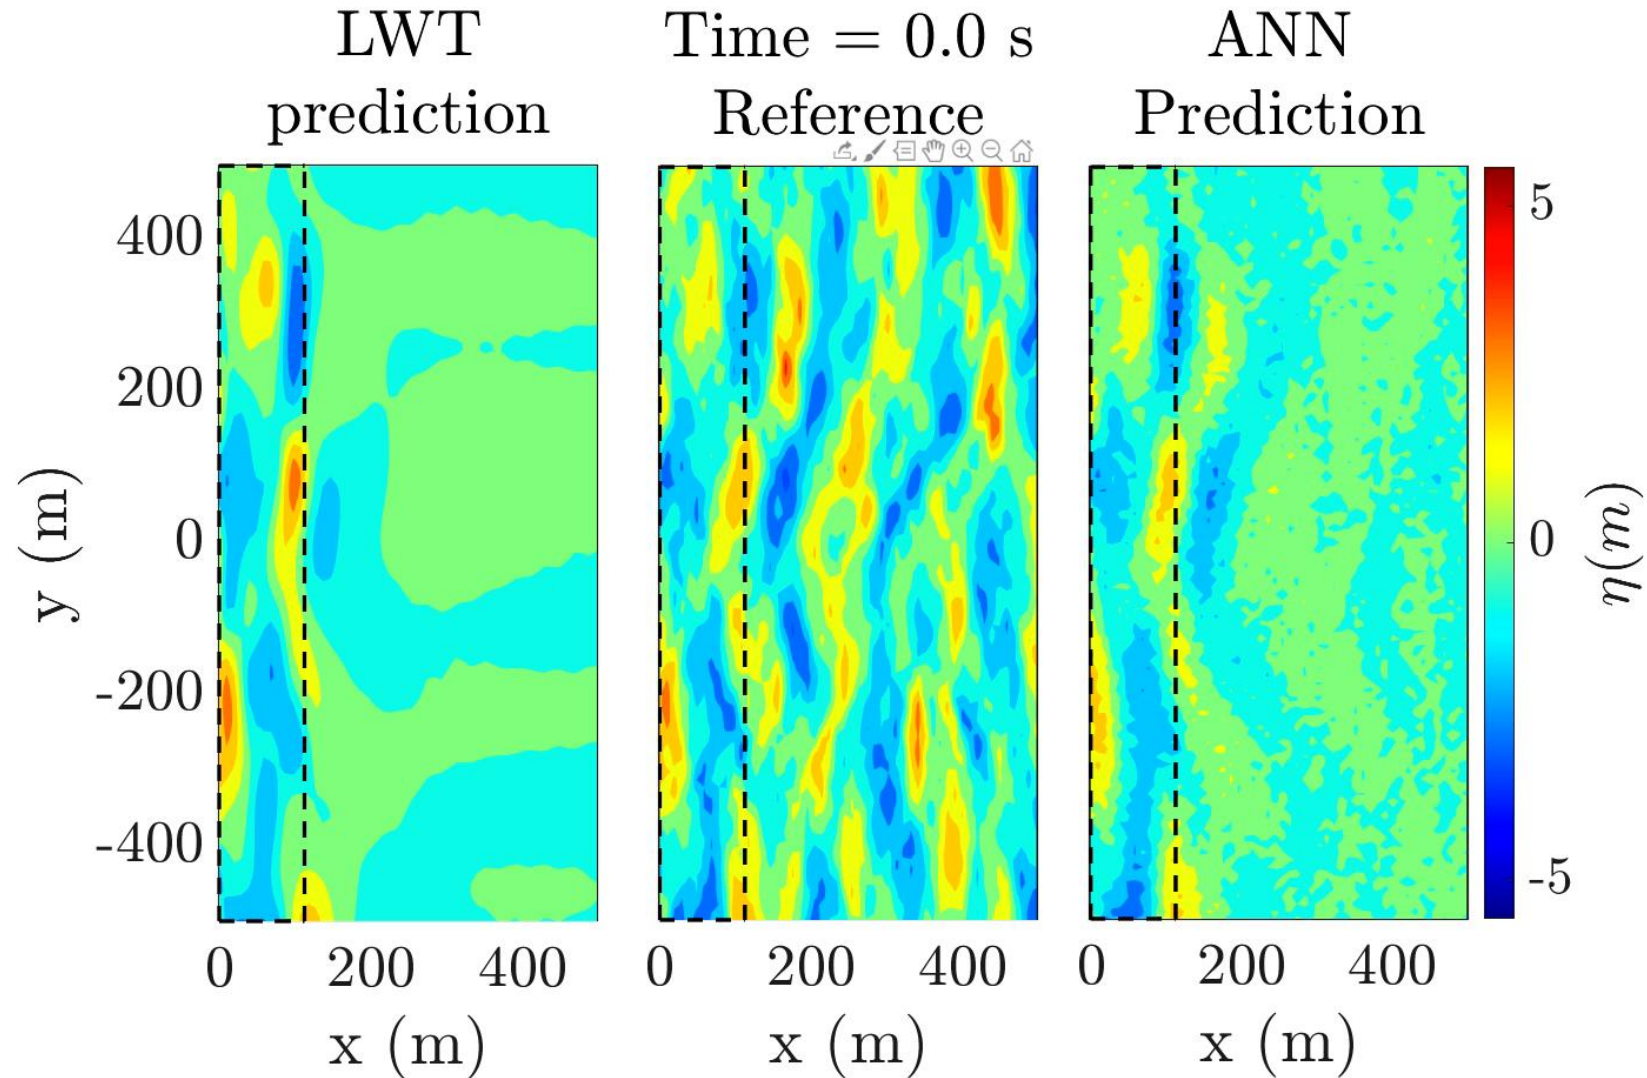 LWT
prediction
Time = 0.0 s
Reference
ANN
Prediction
y (m)
400
200
0
-200
-400
0 200 400
x (m)
0 200 400
x (m)
0 200 400
x (m)
5
0
-5
η(m)